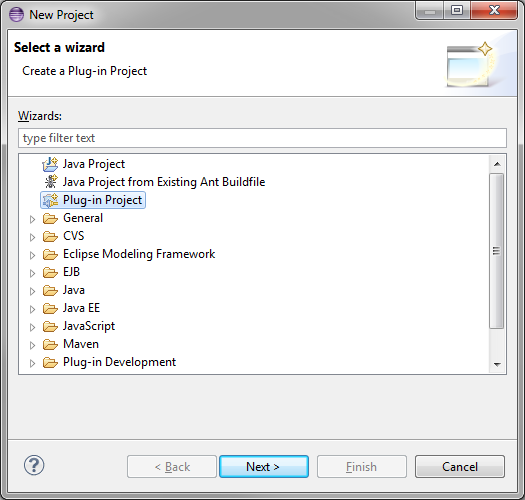 New Project
Select a wizard
Create a Plug-in Project
Wizards:
type filter text
Java Project
Java Project from Existing Ant Buildfile
Plug-in Project
General
CVS
Eclipse Modeling Framework
EJB
Java
Java EE
JavaScript
Maven
Plug-in Development
? < Back Next > Finish Cancel